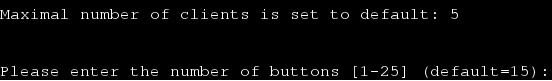 Maximal number of clients is set to default: 5
Please enter the number of buttons [1-25] (default=15):